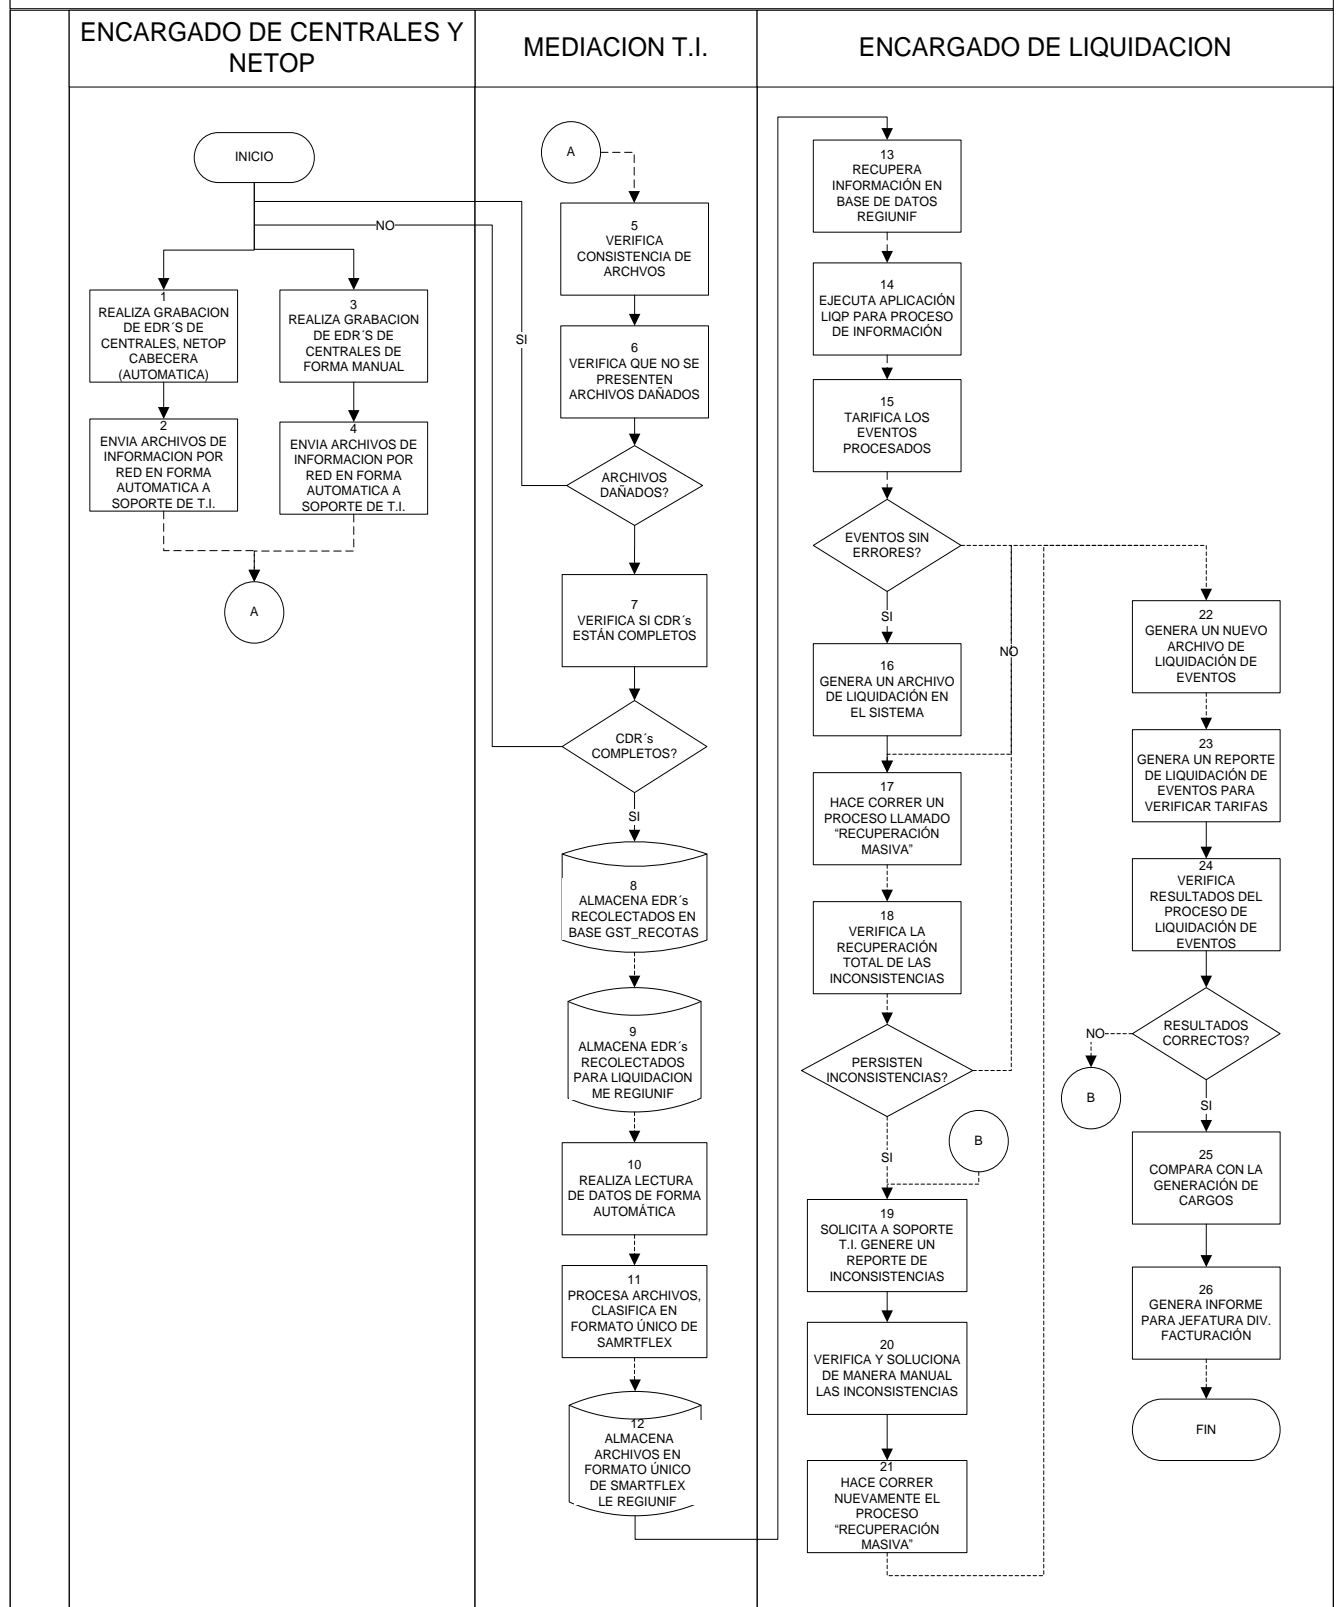 ENCARGADO DE CENTRALES Y
NETOP
MEDIACION T.I.
ENCARGADO DE LIQUIDACION
INICIO
NO
1
REALIZA GRABACION
DE EDR´S DE
CENTRALES, NETOP
CABECERA
(AUTOMATICA)
3
REALIZA GRABACION
DE EDR´S DE
CENTRALES DE
FORMA MANUAL
2
ENVIA ARCHIVOS DE
INFORMACION POR
RED EN FORMA
AUTOMATICA A
SOPORTE DE T.I.
4
ENVIA ARCHIVOS DE
INFORMACION POR
RED EN FORMA
AUTOMATICA A
SOPORTE DE T.I.
A
A
5
VERIFICA
CONSISTENCIA DE
ARCHVOS
SI
6
VERIFICA QUE NO SE
PRESENTEN
ARCHIVOS DAÑADOS
ARCHIVOS
DAÑADOS?
7
VERIFICA SI CDR´s
ESTÁN COMPLETOS
CDR´s
COMPLETOS?
SI
8
ALMACENA EDR´s
RECOLECTADOS EN
BASE GST_RECOTAS
9
ALMACENA EDR´s
RECOLECTADOS
PARA LIQUIDACION
ME REGIUNIF
10
REALIZA LECTURA
DE DATOS DE FORMA
AUTOMÁTICA
11
PROCESA ARCHIVOS,
CLASIFICA EN
FORMATO ÚNICO DE
SAMRTFLEX
12
ALMACENA
ARCHIVOS EN
FORMATO ÚNICO
DE SMARTFLEX
LE REGIUNIF
13
RECUPERA
INFORMACIÓN EN
BASE DE DATOS
REGIUNIF
14
EJECUTA APLICACIÓN
LIQP PARA PROCESO
DE INFORMACIÓN
15
TARIFICA LOS
EVENTOS
PROCESADOS
EVENTOS SIN
ERRORES?
SI
NO
16
GENERA UN ARCHIVO
DE LIQUIDACIÓN EN
EL SISTEMA
17
HACE CORRER UN
PROCESO LLAMADO
“RECUPERACIÓN
MASIVA”
18
VERIFICA LA
RECUPERACIÓN
TOTAL DE LAS
INCONSISTENCIAS
PERSISTEN
INCONSISTENCIAS?
B
SI
19
SOLICITA A SOPORTE
T.I. GENERE UN
REPORTE DE
INCONSISTENCIAS
20
VERIFICA Y SOLUCIONA
DE MANERA MANUAL
LAS INCONSISTENCIAS
21
HACE CORRER
NUEVAMENTE EL
PROCESO
“RECUPERACIÓN
MASIVA”
22
GENERA UN NUEVO
ARCHIVO DE
LIQUIDACIÓN DE
EVENTOS
23
GENERA UN REPORTE
DE LIQUIDACIÓN DE
EVENTOS PARA
VERIFICAR TARIFAS
24
VERIFICA
RESULTADOS DEL
PROCESO DE
LIQUIDACIÓN DE
EVENTOS
RESULTADOS
CORRECTOS?
NO
B
SI
25
COMPARA CON LA
GENERACIÓN DE
CARGOS
26
GENERA INFORME
PARA JEFATURA DIV.
FACTURACIÓN
FIN